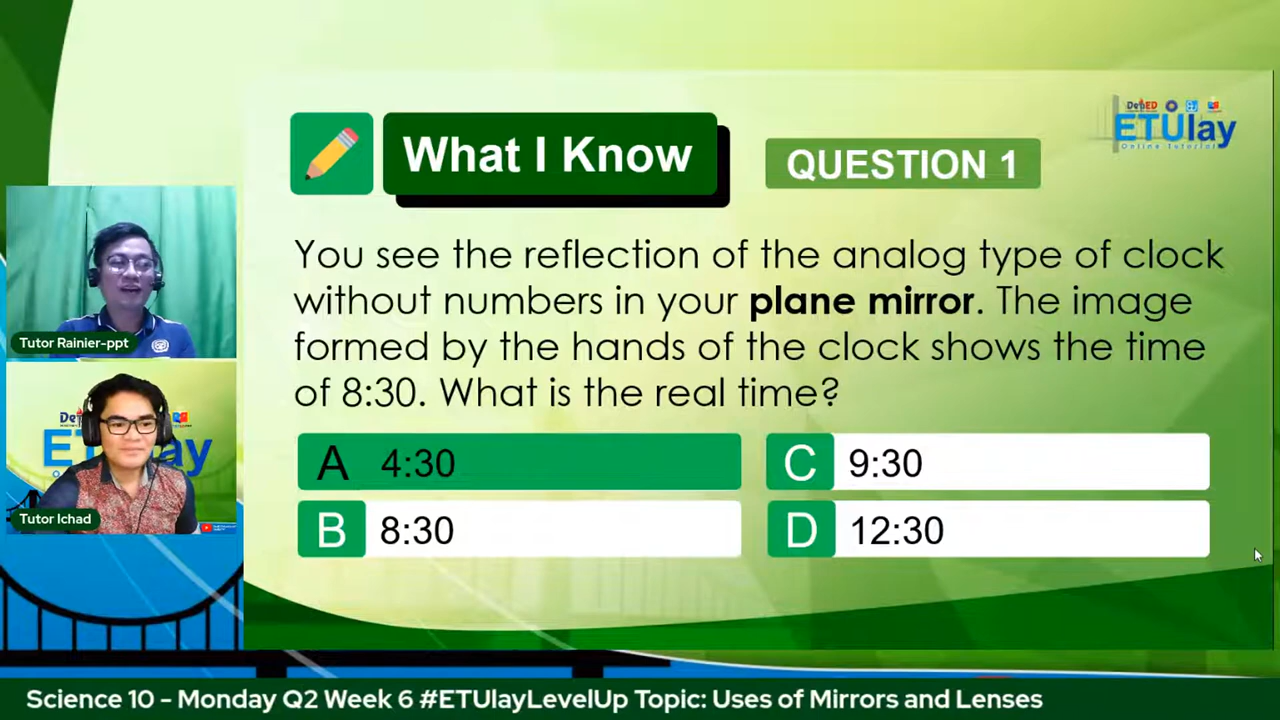 What I Know
QUESTION 1
DepED
ETUlay
Online Tutorial
You see the reflection of the analog type of clock
without numbers in your plane mirror. The image
formed by the hands of the clock shows the time
of 8:30. What is the real time?
A 4:30
B 8:30
C 9:30
D 12:30
Tutor Rainier-ppt
Tutor Ichad
Science 10 - Monday Q2 Week 6 #ETUlayLevelUp Topic: Uses of Mirrors and Lenses